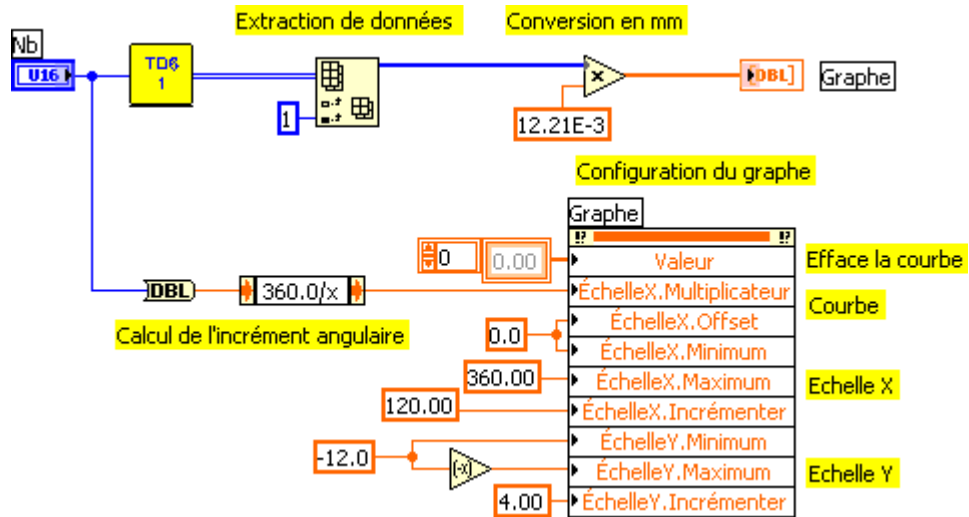 Extraction de données
Conversion en mm
Nb
U16
TD6
1
1
x
12.21E-3
DBL]
Graphe
Configuration du graphe
Graphe
!? !?
0
0.00
Valeur
Efface la courbe
DBL
360.0/x
ÉchelleX.Multiplicateur
Courbe
Calcul de l'incrément angulaire
0.0
ÉchelleX.Offset
ÉchelleX.Minimum
360.00
ÉchelleX.Maximum
Echelle X
120.00
ÉchelleX.Incrémenter
-12.0
ÉchelleY.Minimum
(-x)
ÉchelleY.Maximum
Echelle Y
4.00
ÉchelleY.Incrémenter